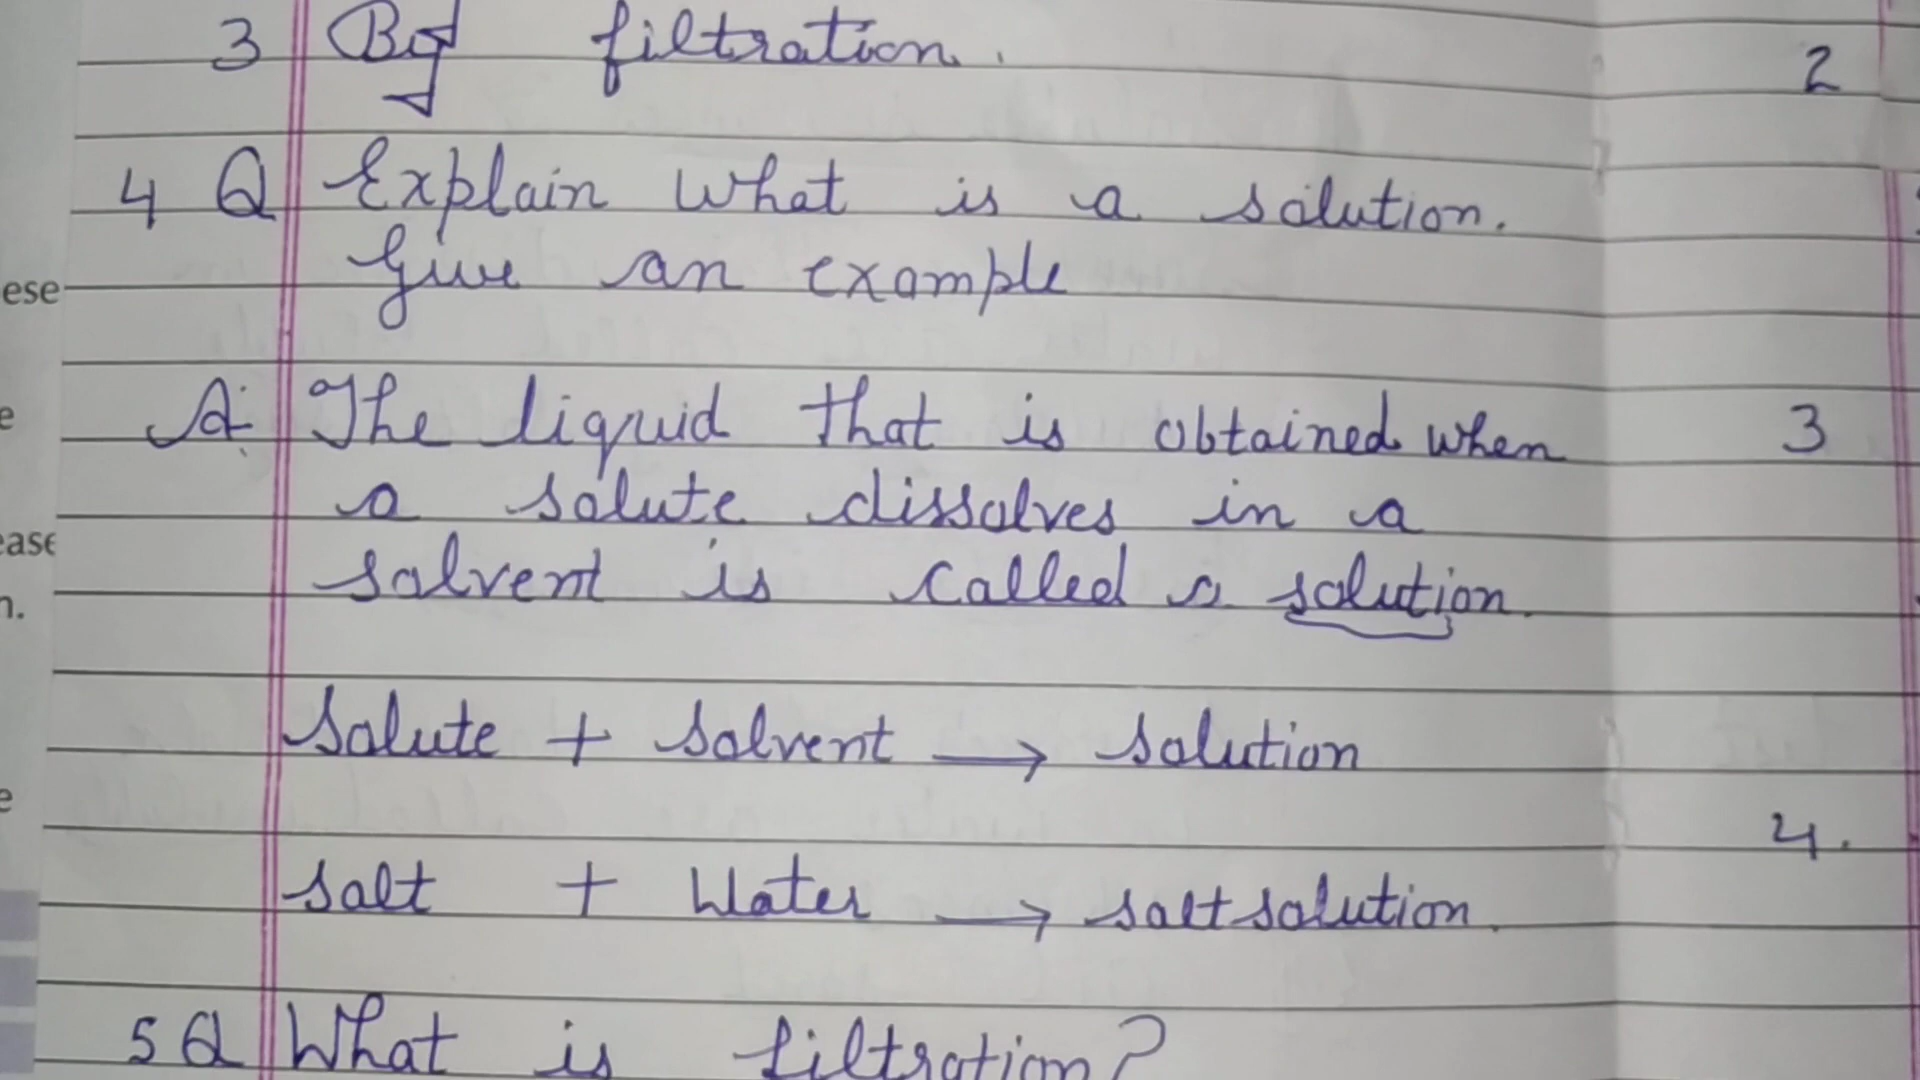 3 By filtration.
2
4 Q Explain what is a solution.
Give an example
ese
A: The liquid that is obtained when
e
3
a solute dissolves in a
ease
solvent is called a solution.
n.
Solute + Solvent → Solution
e
4.
Salt + Water → salt solution.
5 Q What is filtration?